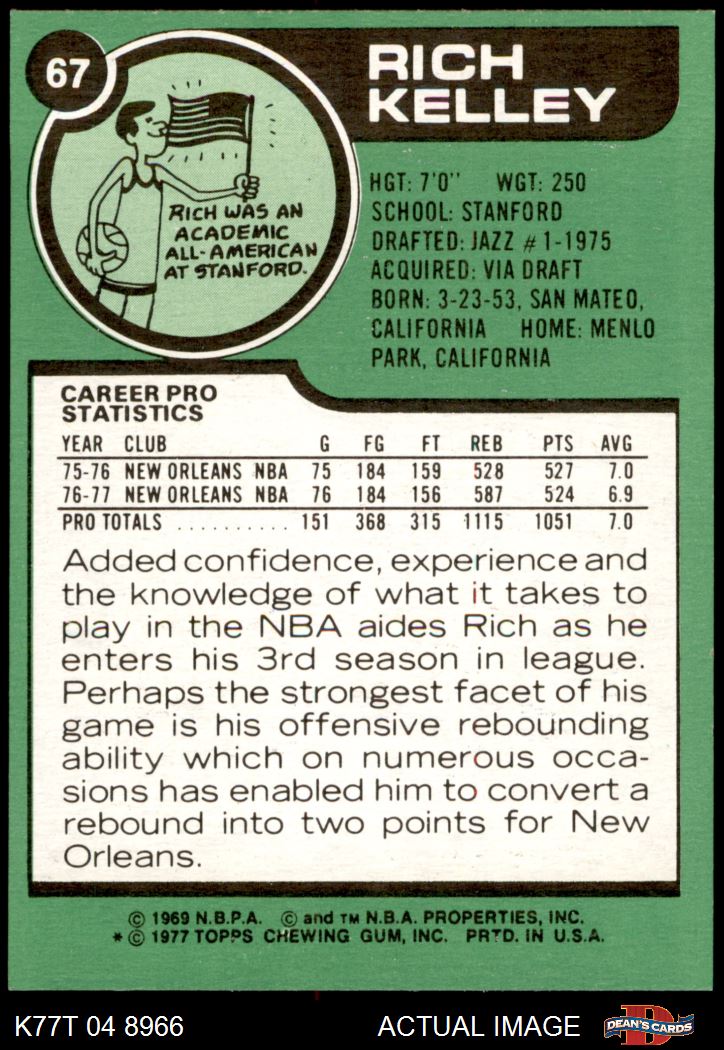 67
RICH
KELLEY
RICH WAS AN
ACADEMIC
ALL-AMERICAN
AT STANFORD.
HGT: 7'0" WGT: 250
SCHOOL: STANFORD
DRAFTED: JAZZ #1-1975
ACQUIRED: VIA DRAFT
BORN: 3-23-53, SAN MATEO,
CALIFORNIA HOME: MENLO
PARK, CALIFORNIA
CAREER PRO
STATISTICS
YEAR CLUB G FG FT REB PTS AVG
75-76 NEW ORLEANS NBA 75 184 159 528 527 7.0
76-77 NEW ORLEANS NBA 76 184 156 587 524 6.9
PRO TOTALS .......... 151 368 315 1115 1051 7.0
Added confidence, experience and
the knowledge of what it takes to
play in the NBA aides Rich as he
enters his 3rd season in league.
Perhaps the strongest facet of his
game is his offensive rebounding
ability which on numerous occa-
sions has enabled him to convert a
rebound into two points for New
Orleans.
© 1969 N.B.P.A. © and TM N.B.A. PROPERTIES, INC.
* © 1977 TOPPS CHEWING GUM, INC. PRTD. IN U.S.A.
K77T 04 8966 ACTUAL IMAGE D DEAN'S CARDS